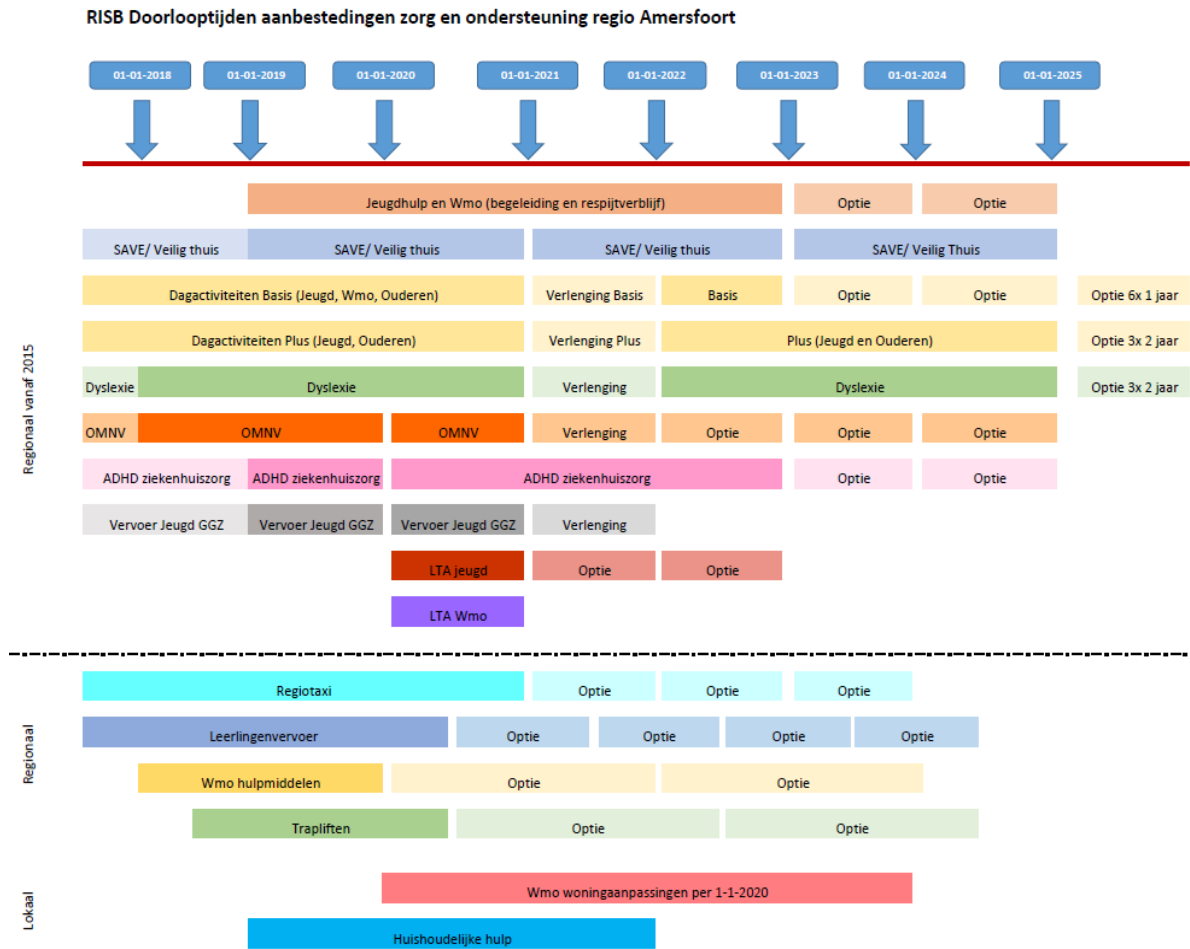 RISB Doorlooptijden aanbestedingen zorg en ondersteuning regio Amersfoort
01-01-2018 01-01-2019 01-01-2020 01-01-2021 01-01-2022 01-01-2023 01-01-2024 01-01-2025
Regionaal vanaf 2015
Jeugdhulp en Wmo (begeleiding en respijtverblijf) Optie Optie
SAVE/ Veilig thuis SAVE/ Veilig thuis SAVE/ Veilig thuis SAVE/ Veilig Thuis
Dagactiviteiten Basis (Jeugd, Wmo, Ouderen) Verlenging Basis Basis Optie Optie Optie 6x 1 jaar
Dagactiviteiten Plus (Jeugd, Ouderen) Verlenging Plus Plus (Jeugd en Ouderen) Optie 3x 2 jaar
Dyslexie Dyslexie Verlenging Dyslexie Optie 3x 2 jaar
OMNV OMNV OMNV Verlenging Optie Optie Optie
ADHD ziekenhuiszorg ADHD ziekenhuiszorg ADHD ziekenhuiszorg Optie Optie
Vervoer Jeugd GGZ Vervoer Jeugd GGZ Vervoer Jeugd GGZ Verlenging
LTA jeugd Optie Optie
LTA Wmo
Regionaal
Regiotaxi Optie Optie Optie
Leerlingenvervoer Optie Optie Optie Optie
Wmo hulpmiddelen Optie Optie
Trapliften Optie Optie
Lokaal
Wmo woningaanpassingen per 1-1-2020
Huishoudelijke hulp